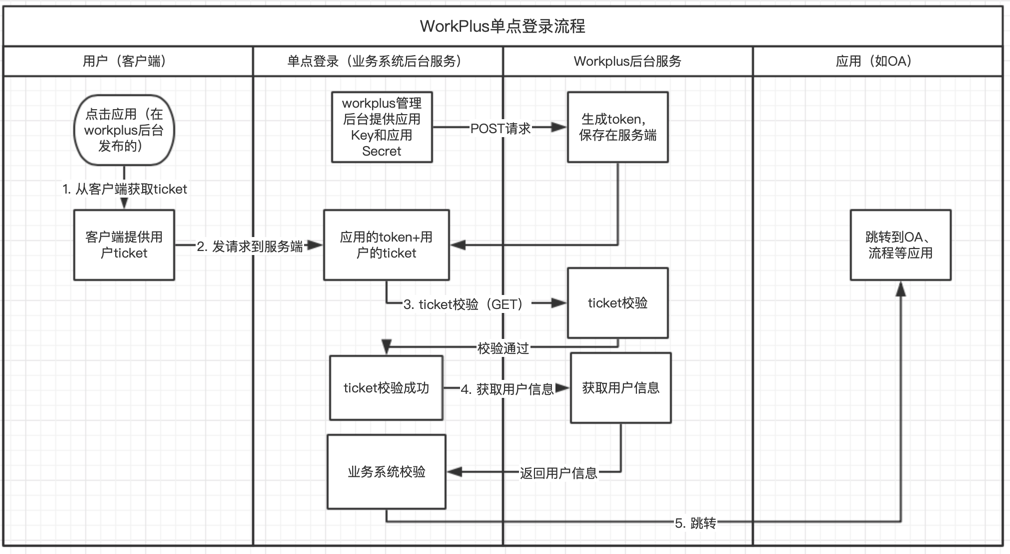 WorkPlus单点登录流程
用户（客户端）
单点登录（业务系统后台服务）
Workplus后台服务
应用（如OA）
点击应用（在
workplus后台
发布的）
workplus管理
后台提供应用
Key和应用
Secret
POST请求
生成token，
保存在服务端
1. 从客户端获取ticket
客户端提供用
户ticket
2. 发请求到服务端
应用的token+用
户的ticket
跳转到OA、
流程等应用
3. ticket校验（GET）
ticket校验
校验通过
ticket校验成功
4. 获取用户信息
获取用户信息
业务系统校验
返回用户信息
5. 跳转